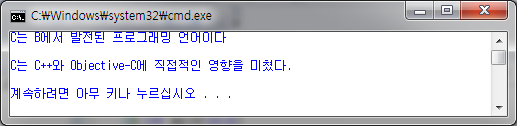 C:₩Windows₩system32₩cmd.exe
C는 B에서 발전된 프로그래밍 언어이다
C는 C++와 Objective-C에 직접적인 영향을 미쳤다.
계속하려면 아무 키나 누르십시오 . . .